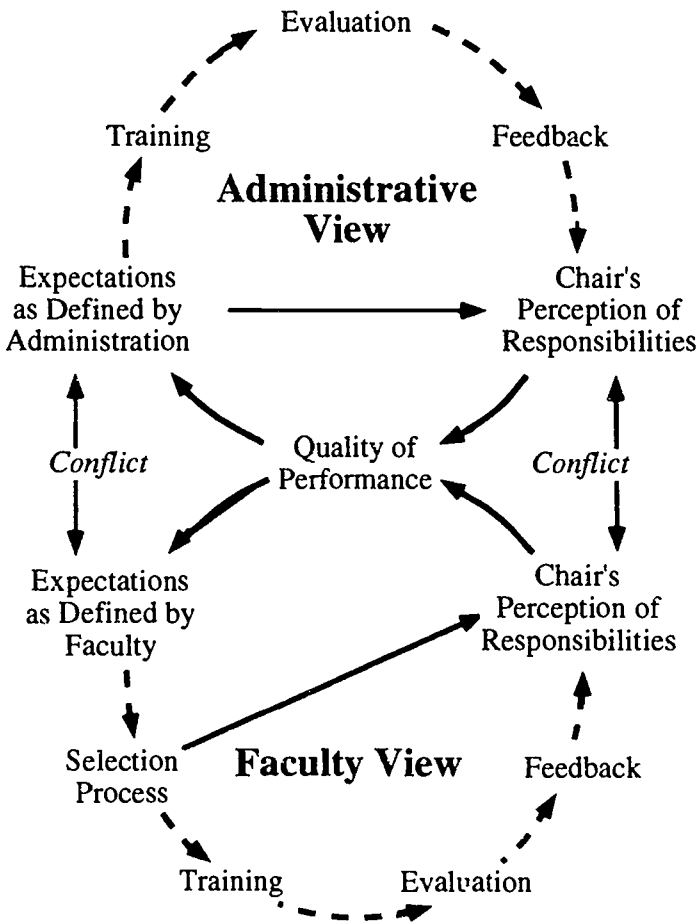 Evaluation
Training
Feedback
Administrative
View
Expectations
as Defined by
Administration
Chair's
Perception of
Responsibilities
Conflict
Quality of
Performance
Conflict
Expectations
as Defined by
Faculty
Chair's
Perception of
Responsibilities
Selection
Process
Faculty View
Feedback
Training
Evaluation